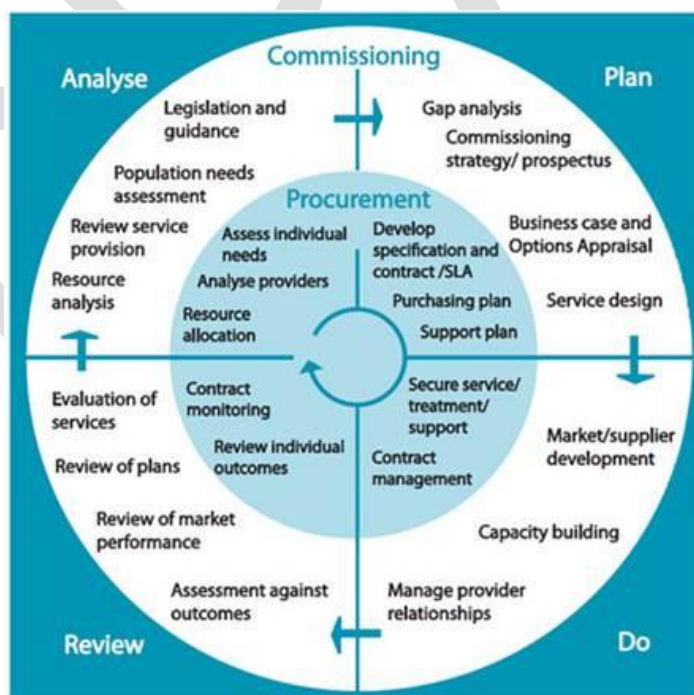 Commissioning
Analyse
Legislation and
guidance
Population needs
assessment
Review service
provision
Resource
analysis
Plan
Gap analysis
Commissioning
strategy/ prospectus
Business case and
Options Appraisal
Service design
Procurement
Assess individual
needs
Analyse providers
Resource
allocation
Develop
specification and
contract /SLA
Purchasing plan
Support plan
Secure service/
treatment/
support
Contract
management
Contract
monitoring
Review individual
outcomes
Market/supplier
development
Capacity building
Manage provider
relationships
Do
Evaluation of
services
Review of plans
Review of market
performance
Assessment against
outcomes
Review